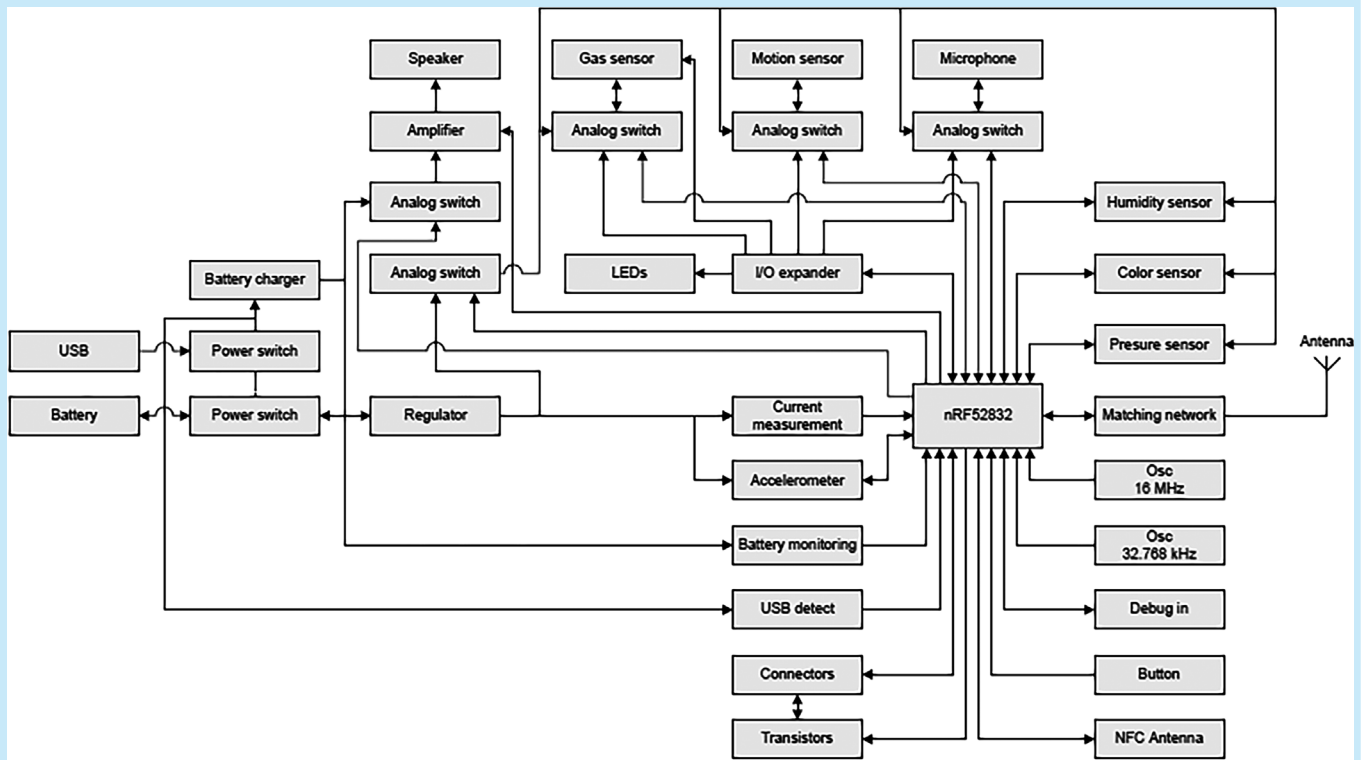 Speaker
Gas sensor
Motion sensor
Microphone
Amplifier
Analog switch
Analog switch
Analog switch
Analog switch
Humidity sensor
Battery charger
Analog switch
LEDs
I/O expander
Color sensor
USB
Power switch
Presure sensor
Antenna
Battery
Power switch
Regulator
Current
measurement
nRF52832
Matching network
Accelerometer
Osc
16 MHz
Battery monitoring
Osc
32.768 kHz
USB detect
Debug in
Connectors
Button
Transistors
NFC Antenna